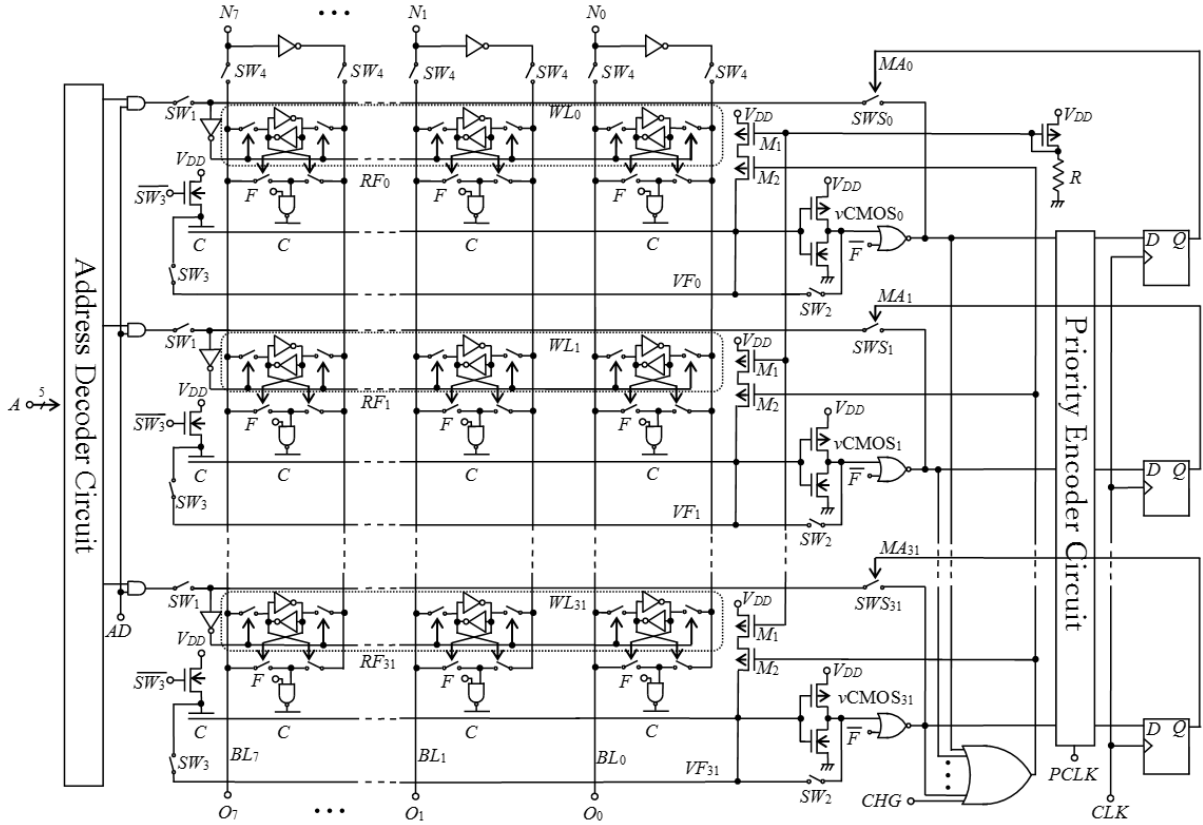 N7 • • • N1 N0
SW4 SW4 SW4 SW4 SW4 SW4
MA0
SW1 WL0 SWS0
VDD VDD
M1
VDD
SW3 RF0 M2 R
F F F VDD
vCMOS0
C C C C F D Q
SW3 VF0 SW2
MA1
SW1 WL1 SWS1
VDD
M1
VDD
SW3 RF1 M2
F F F VDD
vCMOS1
C C C C F D Q
SW3 VF1 SW2
A 5
Address Decoder Circuit
Priority Encoder Circuit
MA31
SW1 WL31 SWS31
AD VDD
M1
VDD
SW3 RF31 M2
F F F VDD
vCMOS31
C C C C F D Q
SW3 BL7 BL1 BL0 VF31 SW2
PCLK
CHG CLK
O7 • • • O1 O0